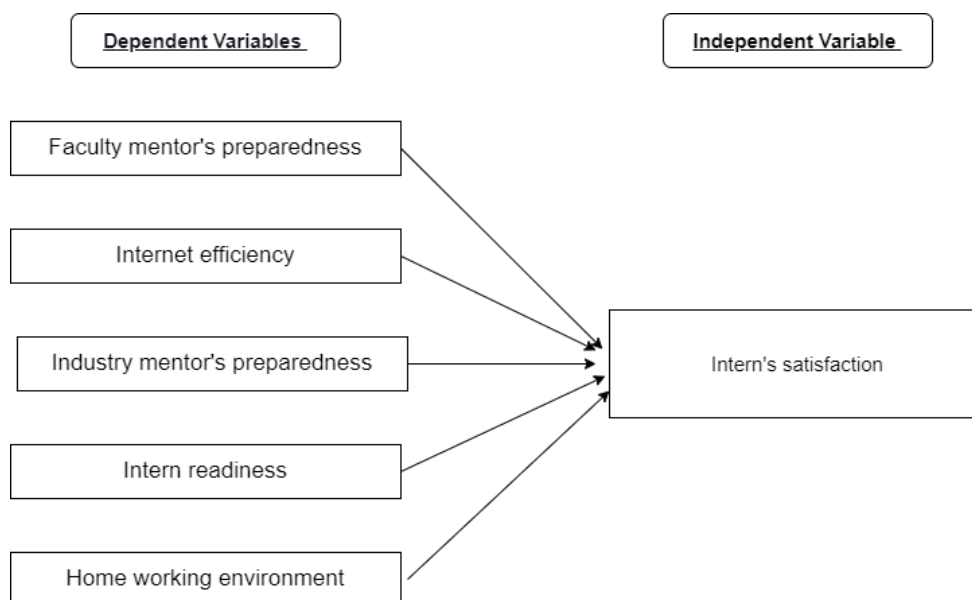 Dependent Variables
Independent Variable
Faculty mentor's preparedness
Internet efficiency
Industry mentor's preparedness
Intern's satisfaction
Intern readiness
Home working environment